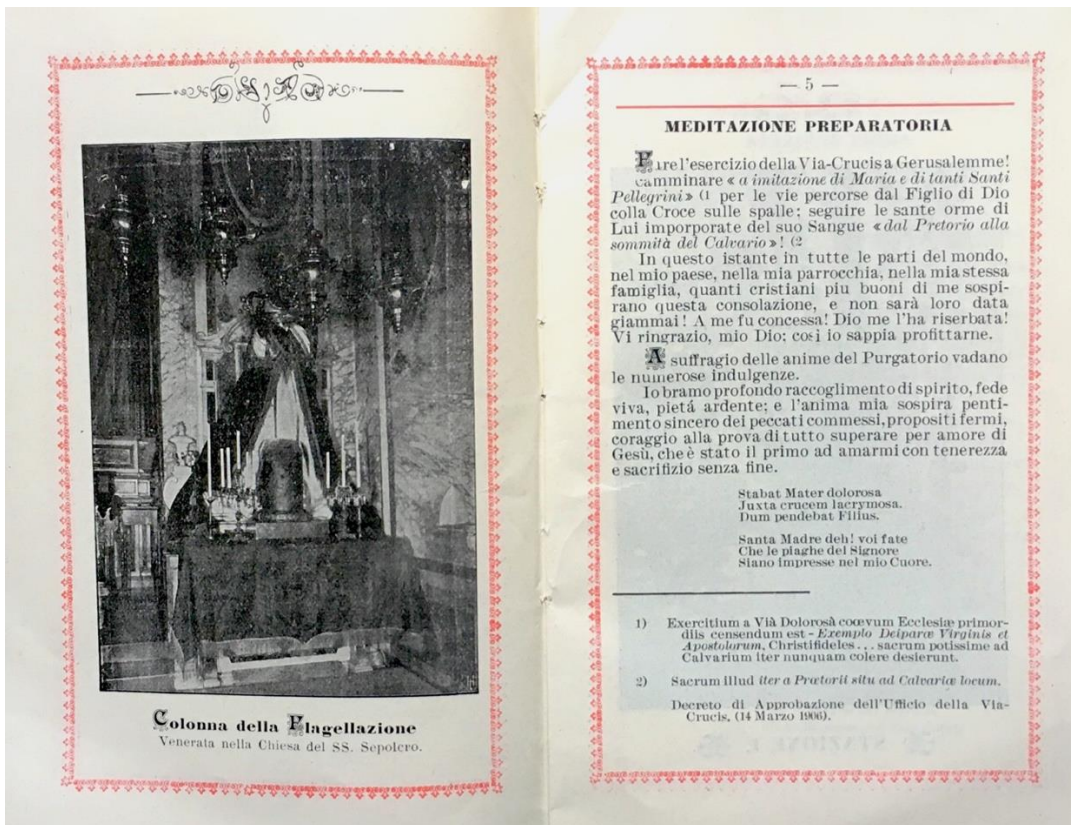 Colonna della Flagellazione
Venerata nella Chiesa del SS. Sepolcro.
— 5 —
MEDITAZIONE PREPARATORIA
Fare l'esercizio della Via-Crucis a Gerusalemme!
camminare « a imitazione di Maria e di tanti Santi
Pellegrini » (1 per le vie percorse dal Figlio di Dio
colla Croce sulle spalle; seguire le sante orme di
Lui imporporate del suo Sangue « dal Pretorio alla
sommità del Calvario »! (2
In questo istante in tutte le parti del mondo,
nel mio paese, nella mia parrocchia, nella mia stessa
famiglia, quanti cristiani piu buoni di me sospi-
rano questa consolazione, e non sarà loro data
giammai! A me fu concessa! Dio me l'ha riserbata!
Vi ringrazio, mio Dio; così io sappia profittarne.
A suffragio delle anime del Purgatorio vadano
le numerose indulgenze.
Io bramo profondo raccoglimento di spirito, fede
viva, pietá ardente; e l'anima mia sospira penti-
mento sincero dei peccati commessi, propositi fermi,
coraggio alla prova di tutto superare per amore di
Gesù, che è stato il primo ad amarmi con tenerezza
e sacrifizio senza fine.
Stabat Mater dolorosa
Juxta crucem lacrymosa.
Dum pendebat Filius.
Santa Madre deh! voi fate
Che le piaghe del Signore
Siano impresse nel mio Cuore.
1) Exercitium a Vià Dolorosà coœvum Ecclesiæ primor-
diis censendum est - Exemplo Deiparæ Virginis et
Apostolorum, Christifideles... sacrum potissime ad
Calvarium iter nunquam colere desierunt.
2) Sacrum illud iter a Prætorii situ ad Calvariæ locum.
Decreto di Approbazione dell'Ufficio della Via-
Crucis. (14 Marzo 1906).